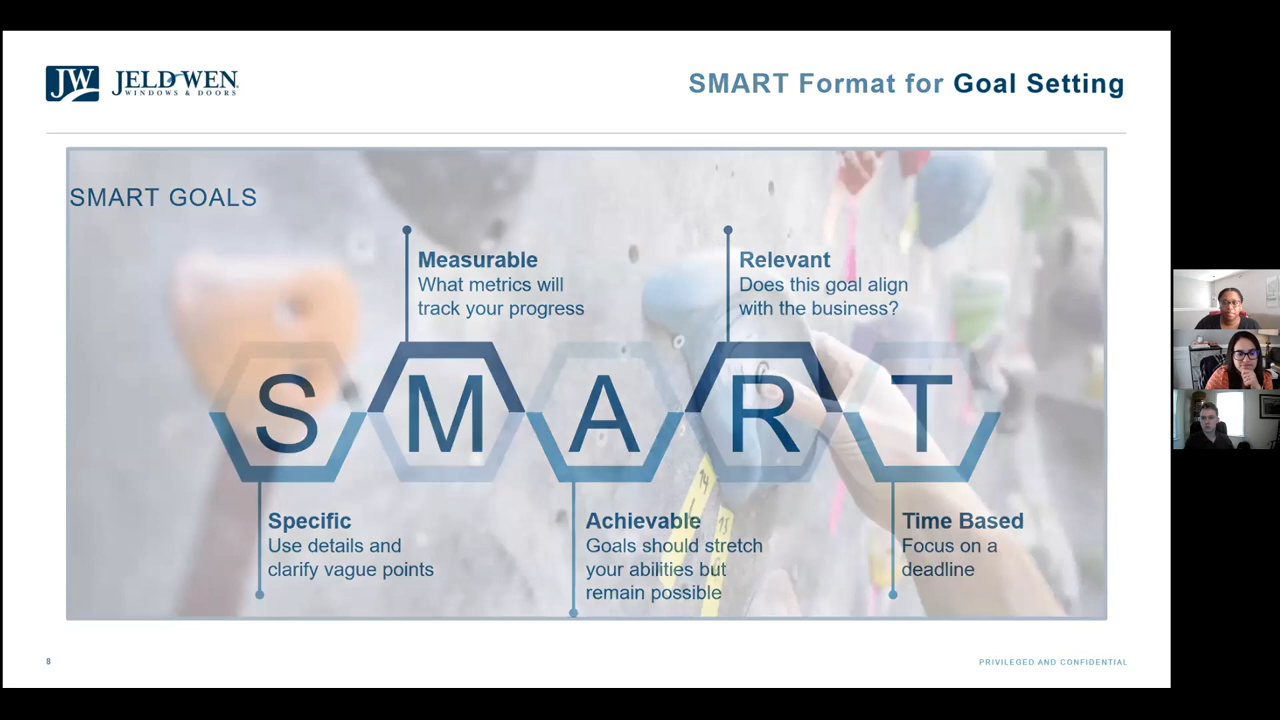 JW JELD-WEN
WINDOWS & DOORS
SMART Format for Goal Setting
SMART GOALS
Measurable
What metrics will
track your progress
Relevant
Does this goal align
with the business?
S M A R T
Specific
Use details and
clarify vague points
Achievable
Goals should stretch
your abilities but
remain possible
Time Based
Focus on a
deadline
14
13
8
PRIVILEGED AND CONFIDENTIAL